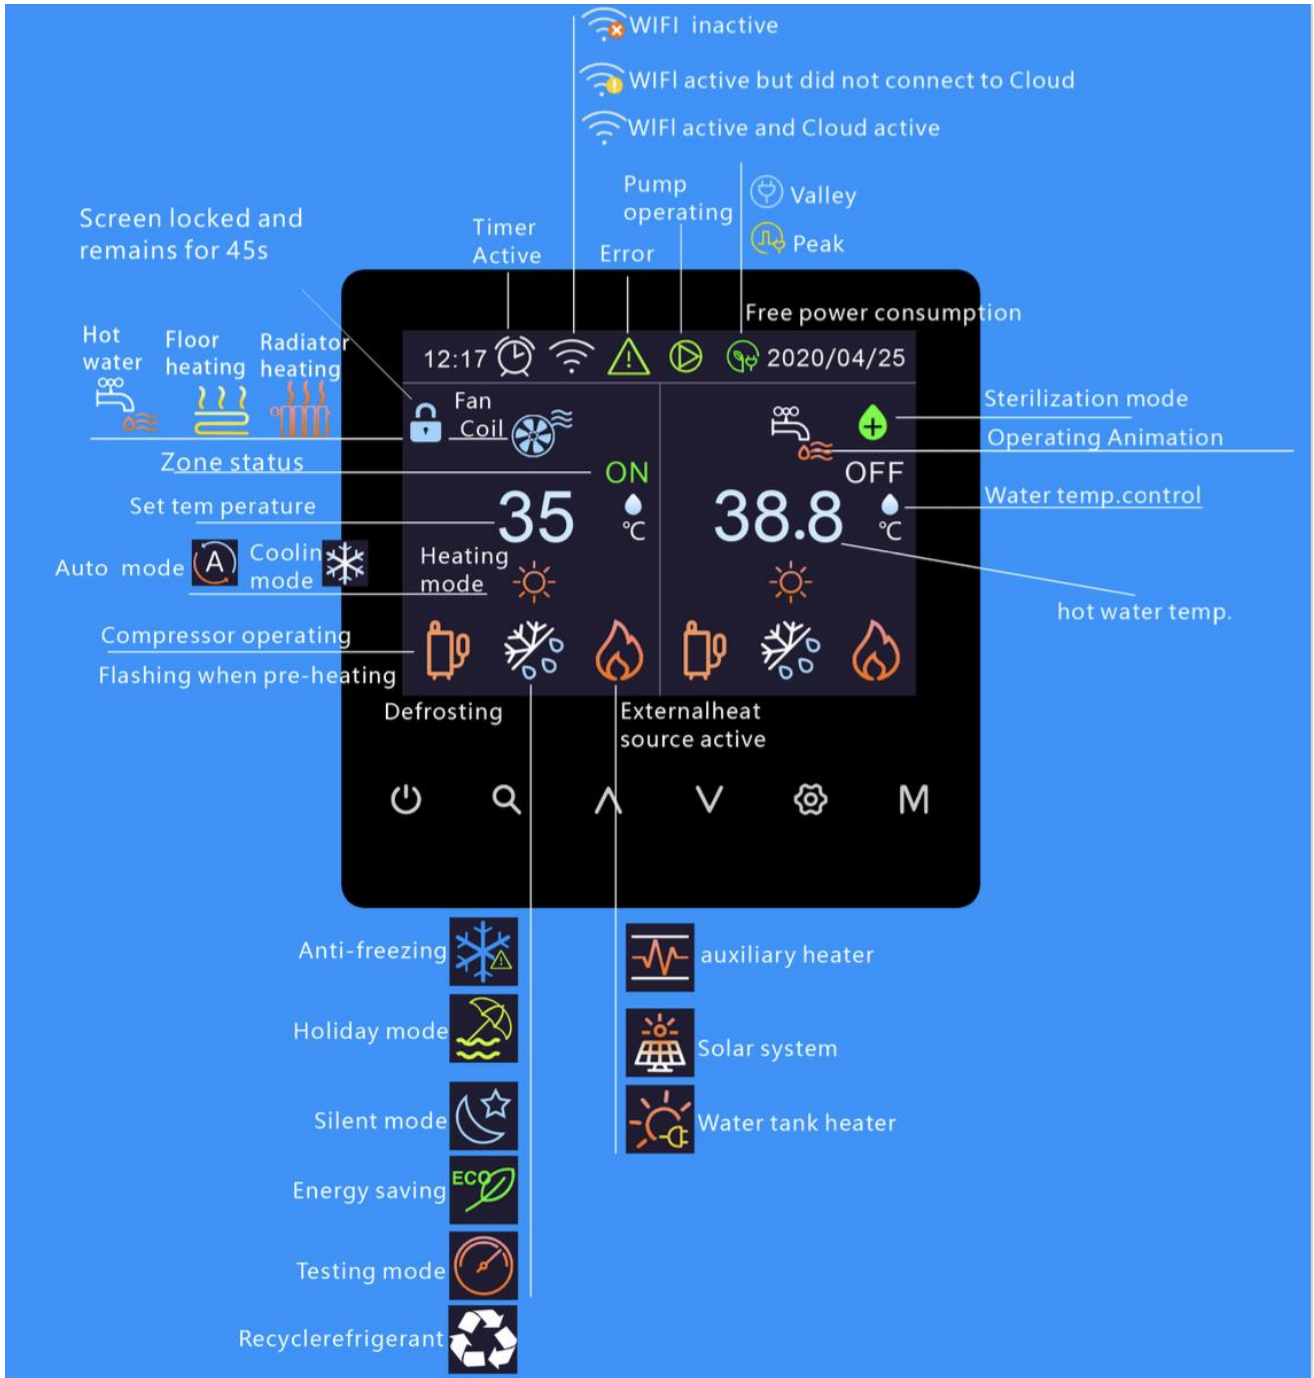 WIFI inactive
WIFI active but did not connect to Cloud
WIFI active and Cloud active
Pump
operating
Valley
Peak
Screen locked and
remains for 45s
Timer
Active
Error
Free power consumption
12:17
2020/04/25
Hot
water
Floor
heating
Radiator
heating
Fan
Coil
Sterilization mode
Operating Animation
Zone status
ON
OFF
Set tem perature
35
°C
38.8
°C
Water temp.control
Auto mode
A
Coolin
mode
Heating
mode
hot water temp.
Compressor operating
Flashing when pre-heating
Defrosting
Externalheat
source active
M
Anti-freezing
auxiliary heater
Holiday mode
Solar system
Silent mode
Water tank heater
Energy saving
ECO
Testing mode
Recyclerefrigerant